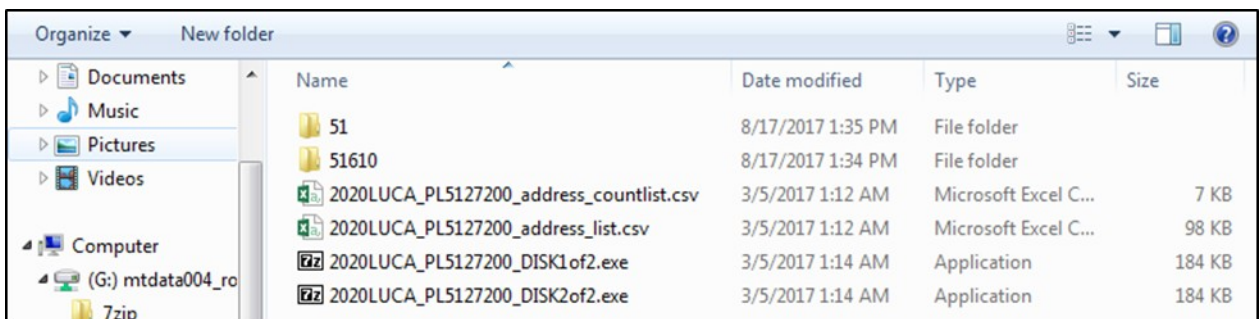 Organize New folder
Documents
Music
Pictures
Videos
Computer
(G:) mtdata004_ro
7zip
Name Date modified Type Size
51 8/17/2017 1:35 PM File folder
51610 8/17/2017 1:34 PM File folder
2020LUCA_PL5127200_address_countlist.csv 3/5/2017 1:12 AM Microsoft Excel C... 7 KB
2020LUCA_PL5127200_address_list.csv 3/5/2017 1:12 AM Microsoft Excel C... 98 KB
7z 2020LUCA_PL5127200_DISK1of2.exe 3/5/2017 1:14 AM Application 184 KB
7z 2020LUCA_PL5127200_DISK2of2.exe 3/5/2017 1:14 AM Application 184 KB